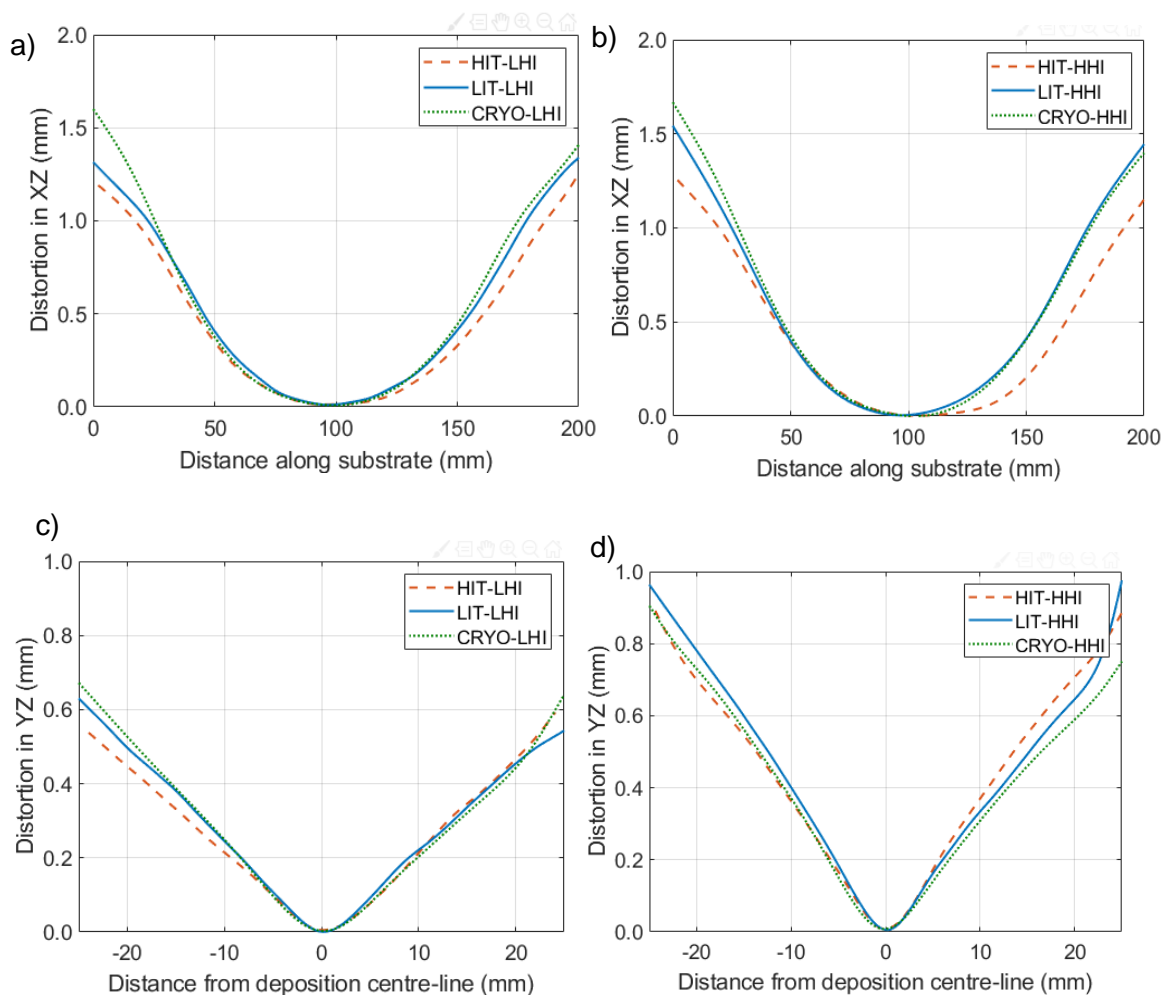 a)
2.0
1.5
1.0
0.5
0.0
Distortion in XZ (mm)
HIT-LHI
LIT-LHI
CRYO-LHI
0 50 100 150 200
Distance along substrate (mm)
b)
2.0
1.5
1.0
0.5
0.0
Distortion in XZ (mm)
HIT-HHI
LIT-HHI
CRYO-HHI
0 50 100 150 200
Distance along substrate (mm)
c)
1.0
0.8
0.6
0.4
0.2
0.0
Distortion in YZ (mm)
HIT-LHI
LIT-LHI
CRYO-LHI
-20 -10 0 10 20
Distance from deposition centre-line (mm)
d)
1.0
0.8
0.6
0.4
0.2
0.0
Distortion in YZ (mm)
HIT-HHI
LIT-HHI
CRYO-HHI
-20 -10 0 10 20
Distance from deposition centre-line (mm)